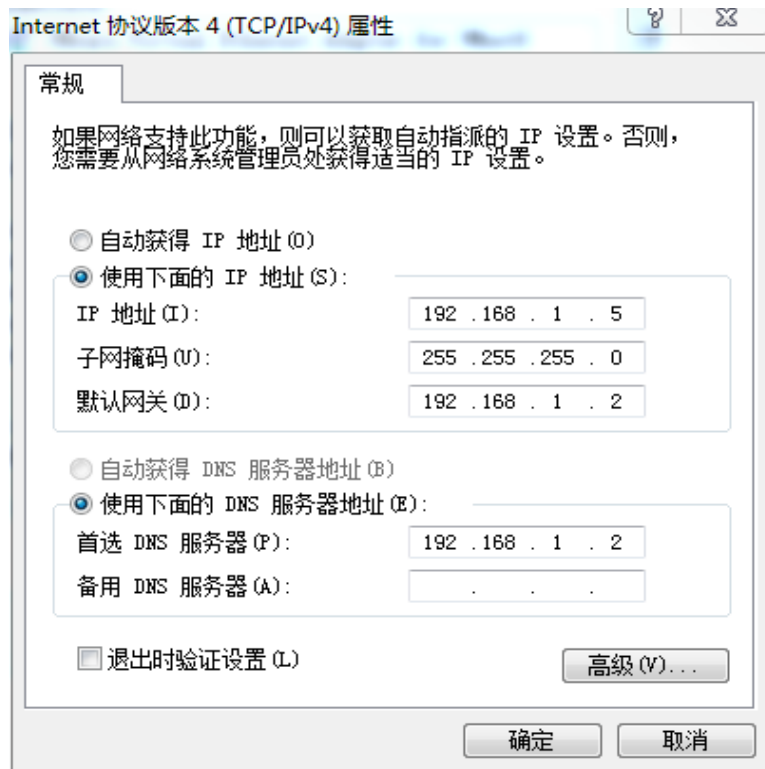 Internet 协议版本 4 (TCP/IPv4) 属性
常规
如果网络支持此功能，则可以获取自动指派的 IP 设置。否则，
您需要从网络系统管理员处获得适当的 IP 设置。
自动获得 IP 地址(O)
使用下面的 IP 地址(S):
IP 地址(I): 192 .168 . 1 . 5
子网掩码(U): 255 .255 .255 . 0
默认网关(D): 192 .168 . 1 . 2
自动获得 DNS 服务器地址(B)
使用下面的 DNS 服务器地址(E):
首选 DNS 服务器(P): 192 .168 . 1 . 2
备用 DNS 服务器(A): . . .
退出时验证设置(L)
高级(V)...
确定 取消